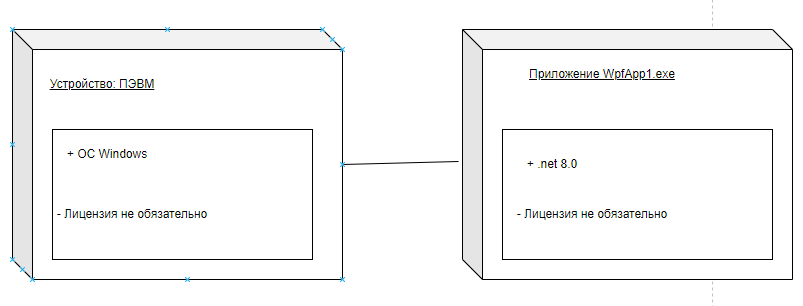 Устройство: ПЭВМ
+ ОС Windows
- Лицензия не обязательно
Приложение WpfApp1.exe
+ .net 8.0
- Лицензия не обязательно